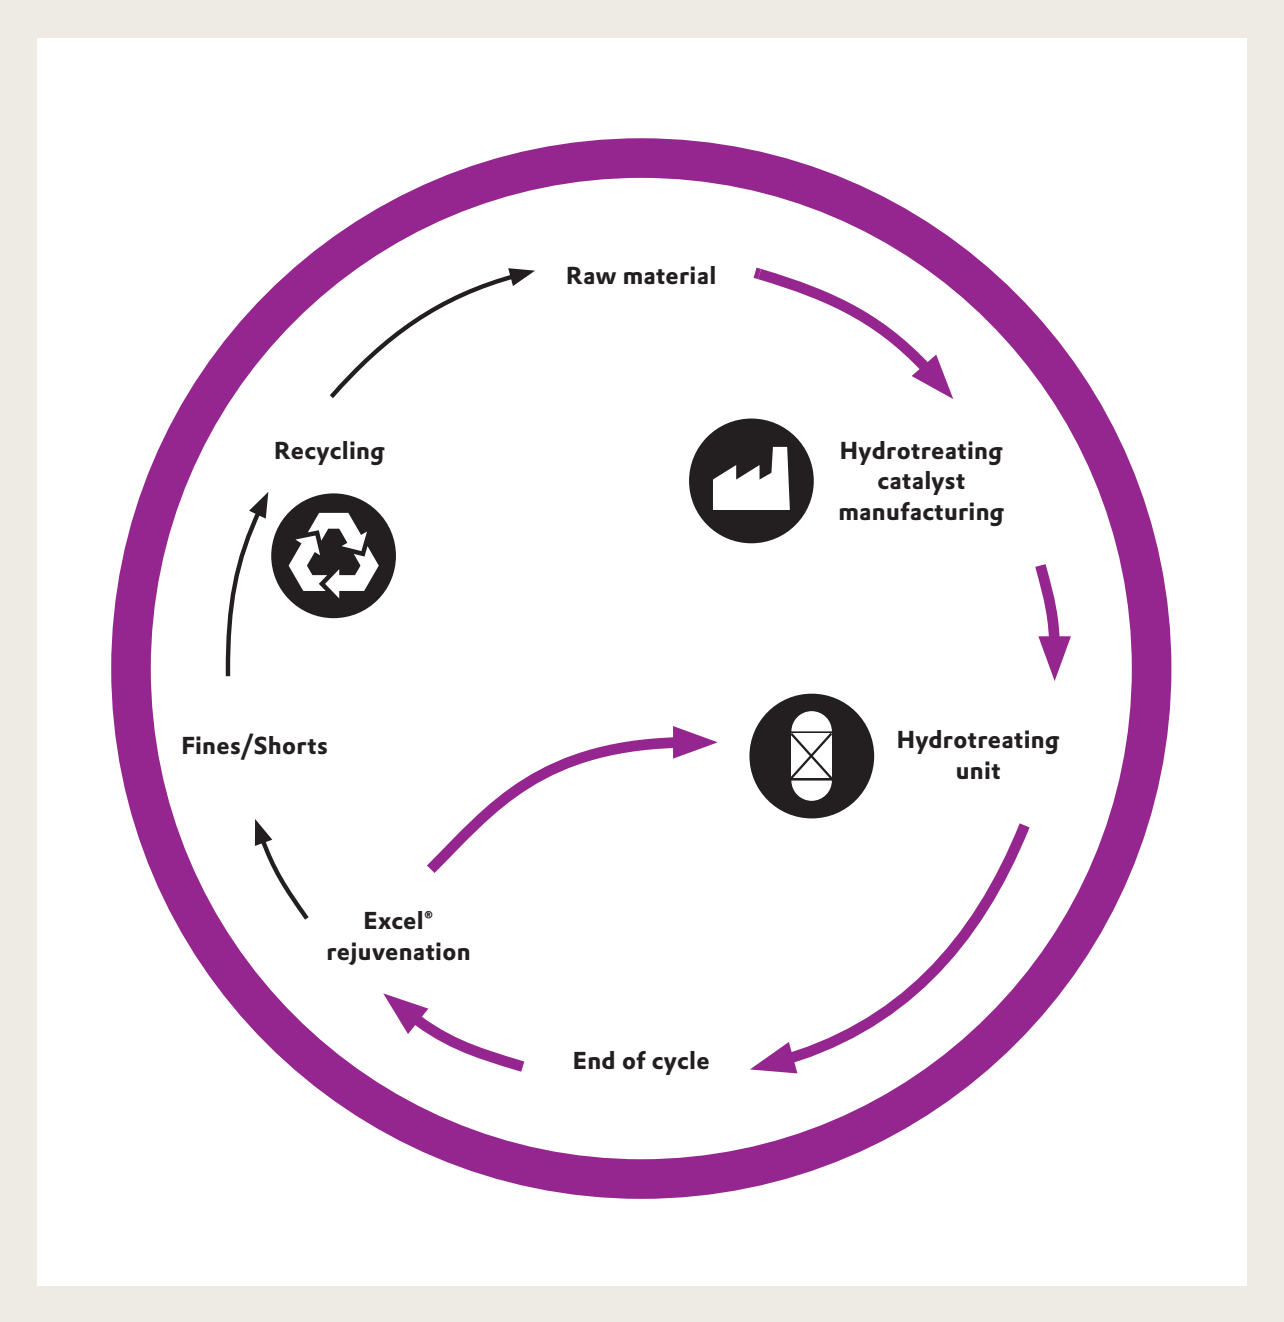 Raw material
Recycling
Hydrotreating
catalyst
manufacturing
Fines/Shorts
Hydrotreating
unit
Excel®
rejuvenation
End of cycle